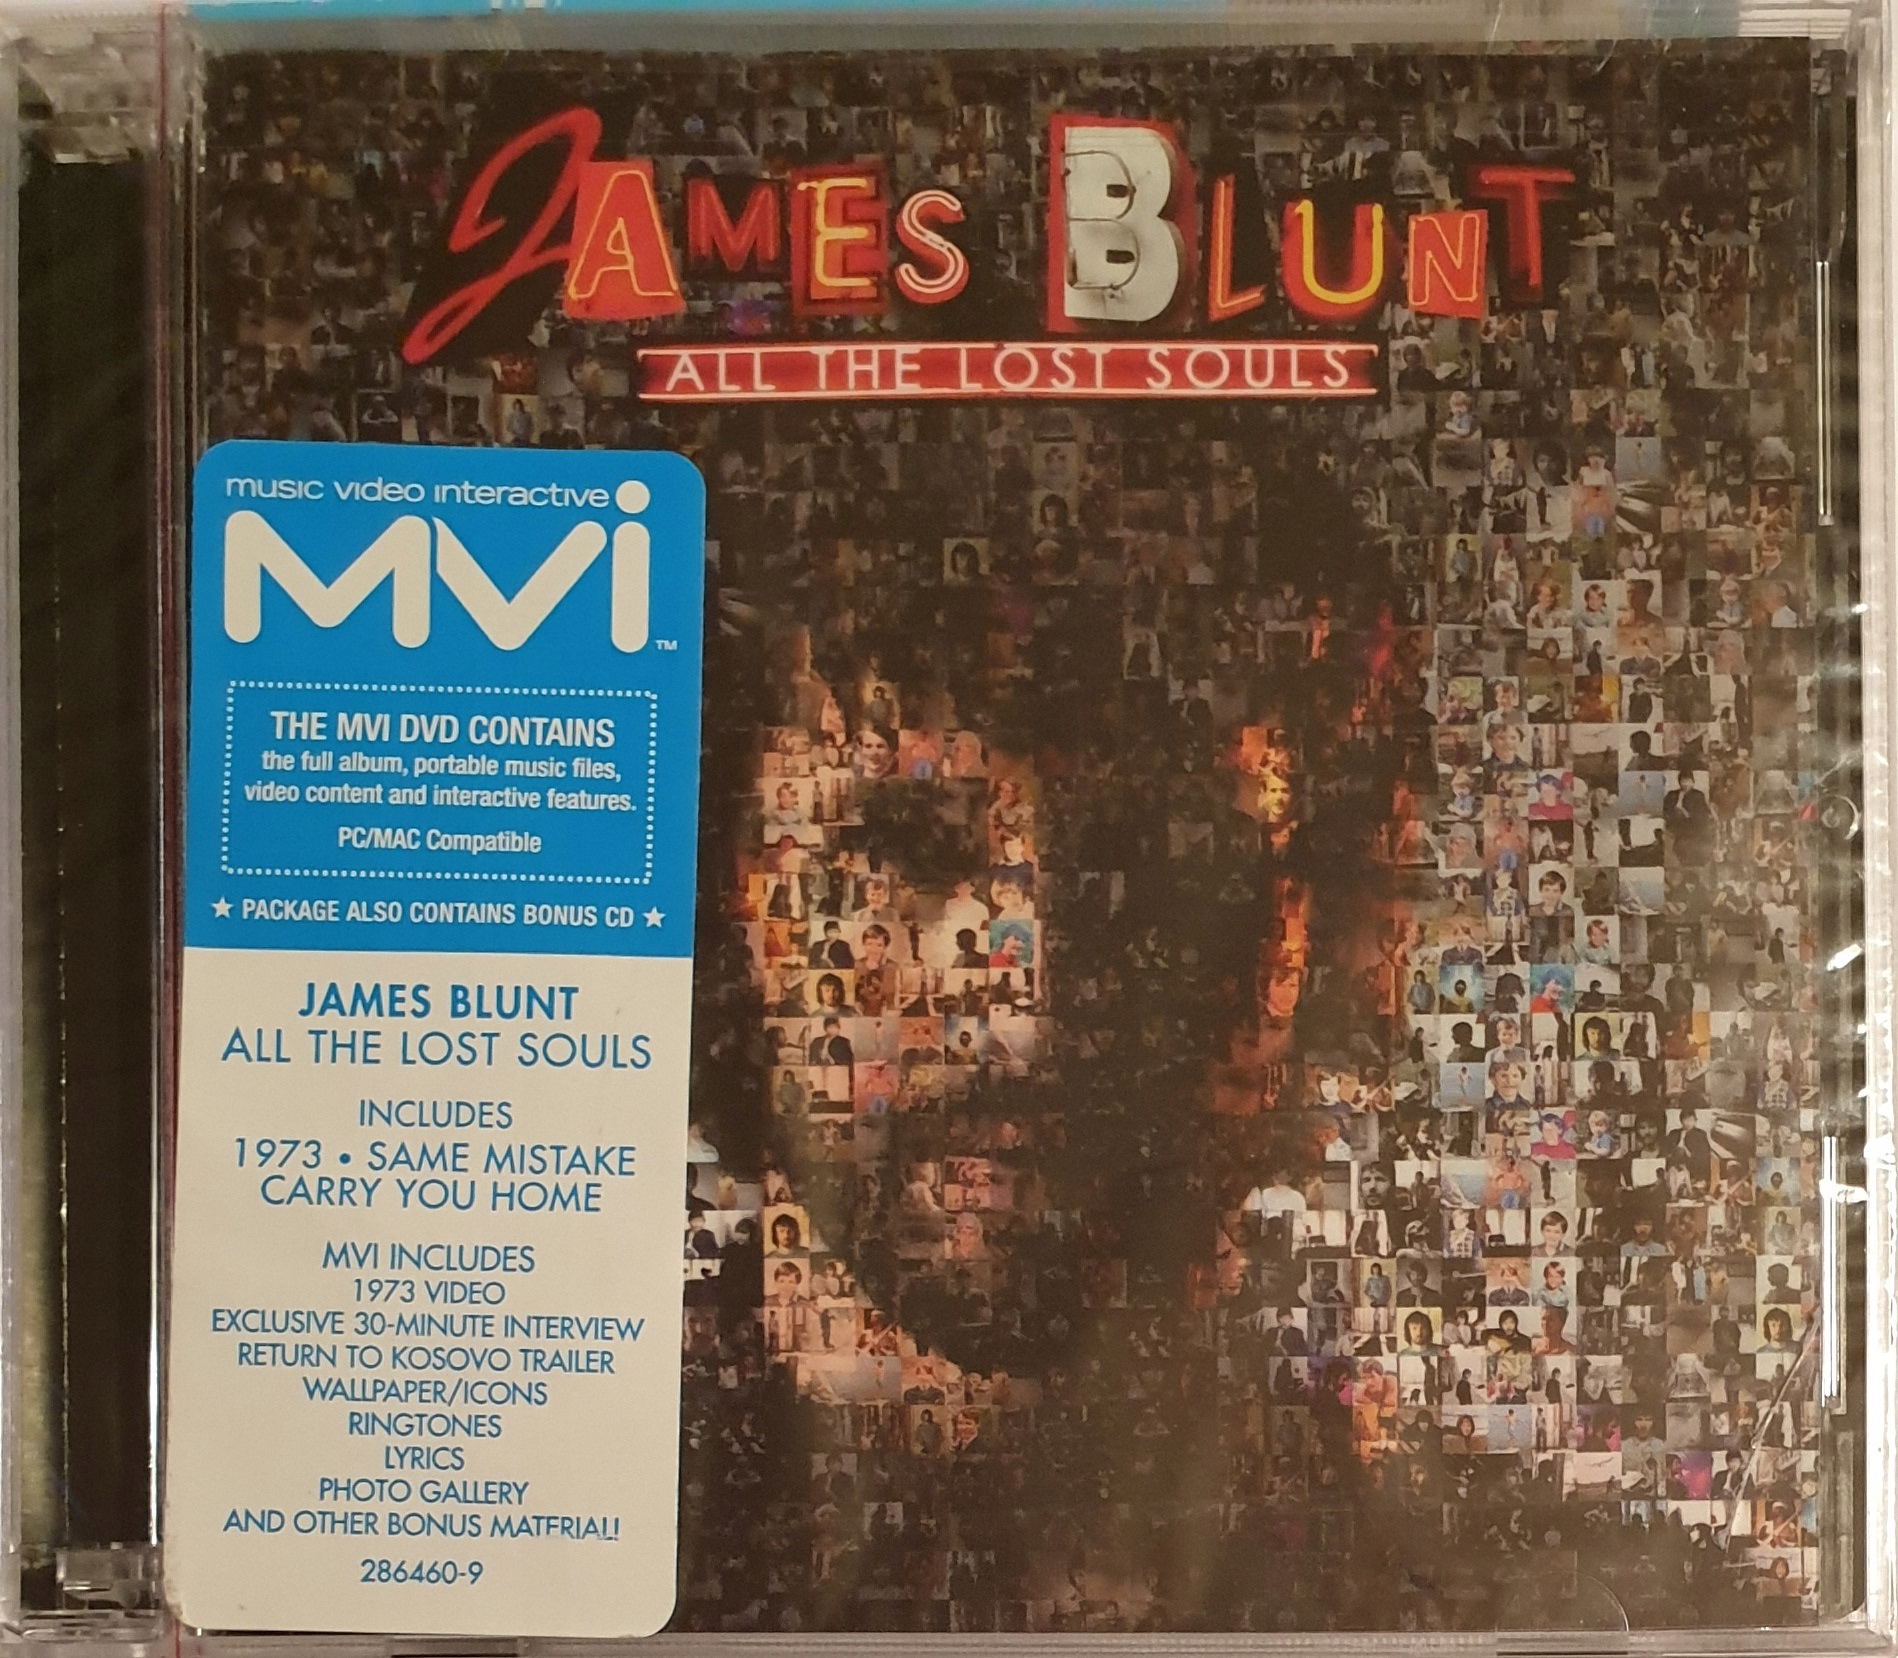 JAMES BLUNT
ALL THE LOST SOULS
music video interactive
MVi™
THE MVI DVD CONTAINS
the full album, portable music files,
video content and interactive features.
PC/MAC Compatible
★ PACKAGE ALSO CONTAINS BONUS CD ★
JAMES BLUNT
ALL THE LOST SOULS
INCLUDES
1973 • SAME MISTAKE
CARRY YOU HOME
MVI INCLUDES
1973 VIDEO
EXCLUSIVE 30-MINUTE INTERVIEW
RETURN TO KOSOVO TRAILER
WALLPAPER/ICONS
RINGTONES
LYRICS
PHOTO GALLERY
AND OTHER BONUS MATERIAL!
286460-9